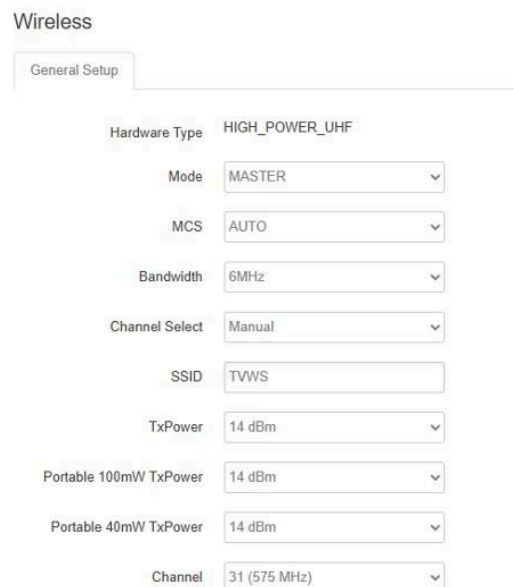 Wireless
General Setup
Hardware Type HIGH_POWER_UHF
Mode MASTER
MCS AUTO
Bandwidth 6MHz
Channel Select Manual
SSID TVWS
TxPower 14 dBm
Portable 100mW TxPower 14 dBm
Portable 40mW TxPower 14 dBm
Channel 31 (575 MHz)